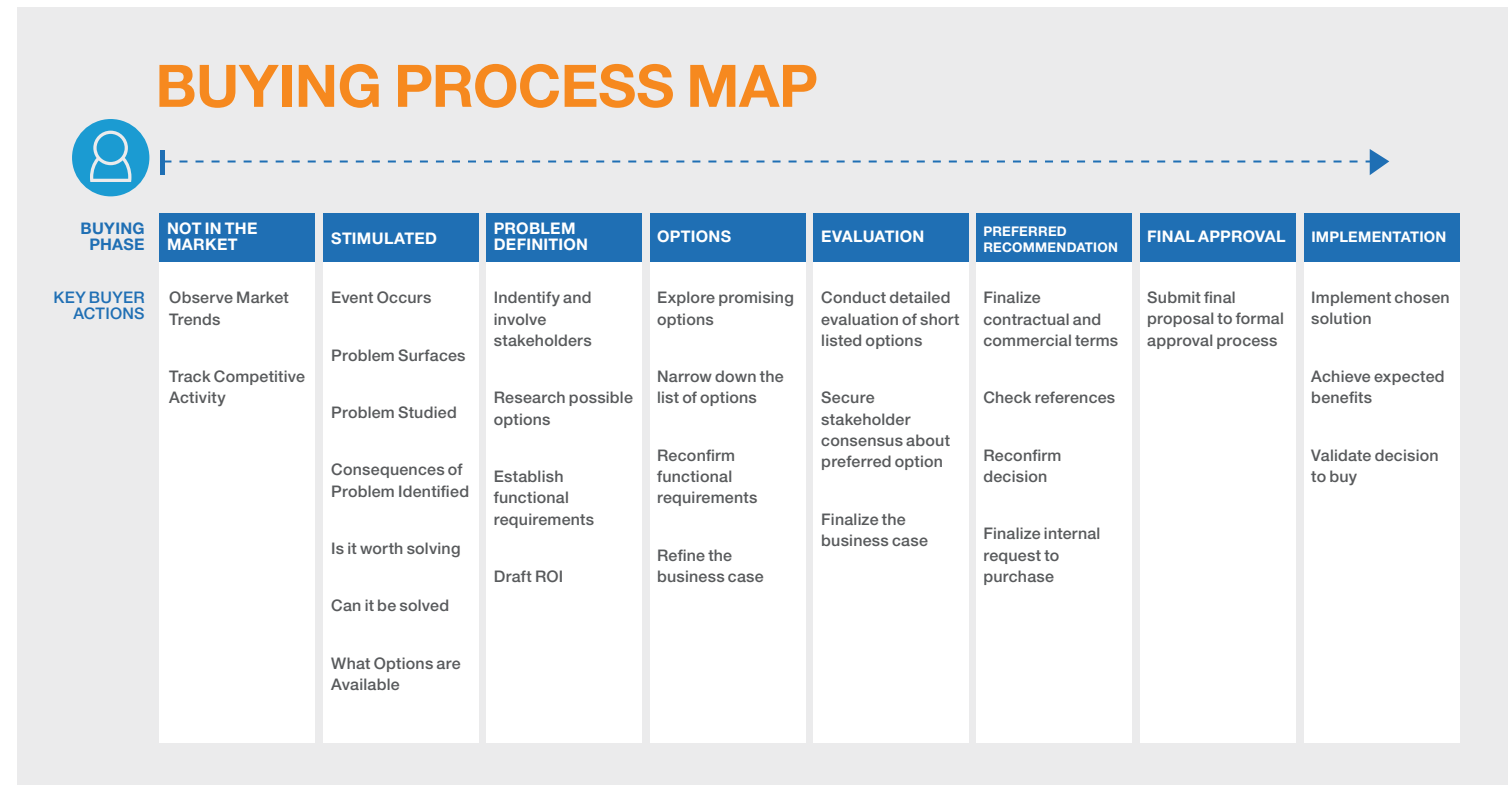 BUYING PROCESS MAP
BUYING
PHASE
NOT IN THE
MARKET
STIMULATED
PROBLEM
DEFINITION
OPTIONS
EVALUATION
PREFERRED
RECOMMENDATION
FINAL APPROVAL
IMPLEMENTATION
KEY BUYER
ACTIONS
Observe Market
Trends
Track Competitive
Activity
Event Occurs
Problem Surfaces
Problem Studied
Consequences of
Problem Identified
Is it worth solving
Can it be solved
What Options are
Available
Indentify and
involve
stakeholders
Research possible
options
Establish
functional
requirements
Draft ROI
Explore promising
options
Narrow down the
list of options
Reconfirm
functional
requirements
Refine the
business case
Conduct detailed
evaluation of short
listed options
Secure
stakeholder
consensus about
preferred option
Finalize the
business case
Finalize
contractual and
commercial terms
Check references
Reconfirm
decision
Finalize internal
request to
purchase
Submit final
proposal to formal
approval process
Implement chosen
solution
Achieve expected
benefits
Validate decision
to buy